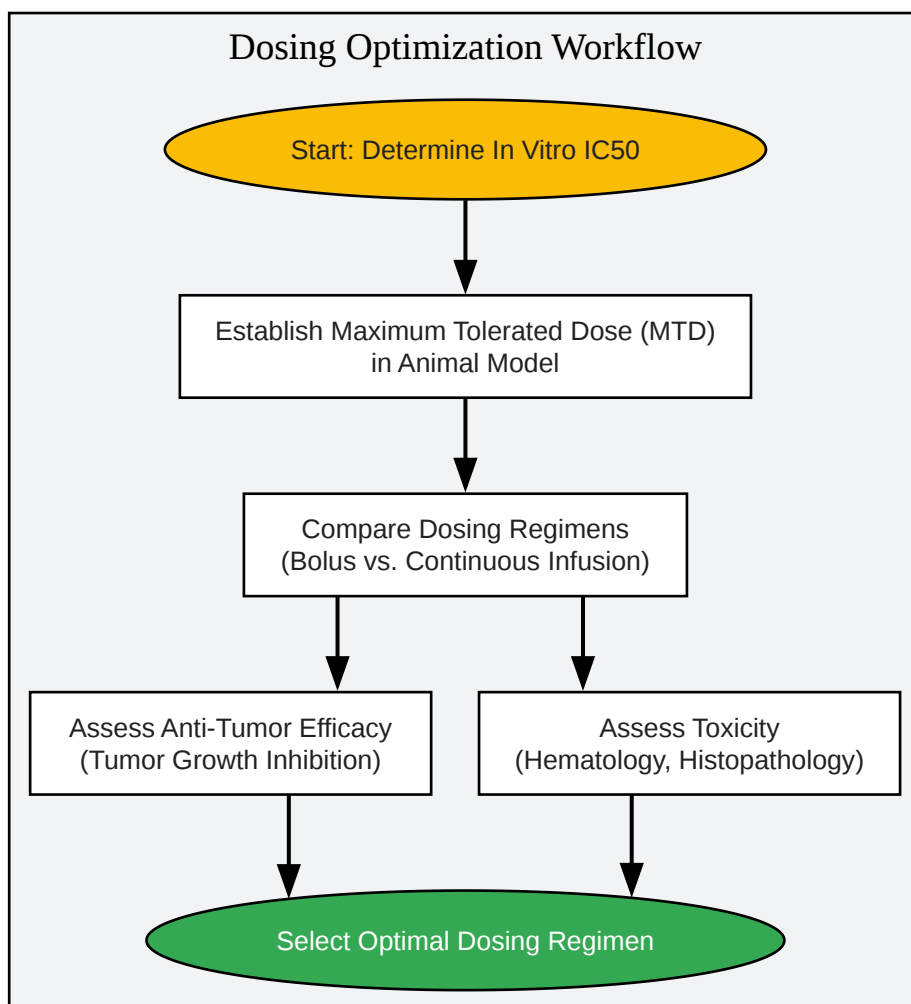 Dosing Optimization Workflow
Start: Determine In Vitro IC50
Establish Maximum Tolerated Dose (MTD)
in Animal Model
Compare Dosing Regimens
(Bolus vs. Continuous Infusion)
Assess Anti-Tumor Efficacy
(Tumor Growth Inhibition)
Assess Toxicity
(Hematology, Histopathology)
Select Optimal Dosing Regimen